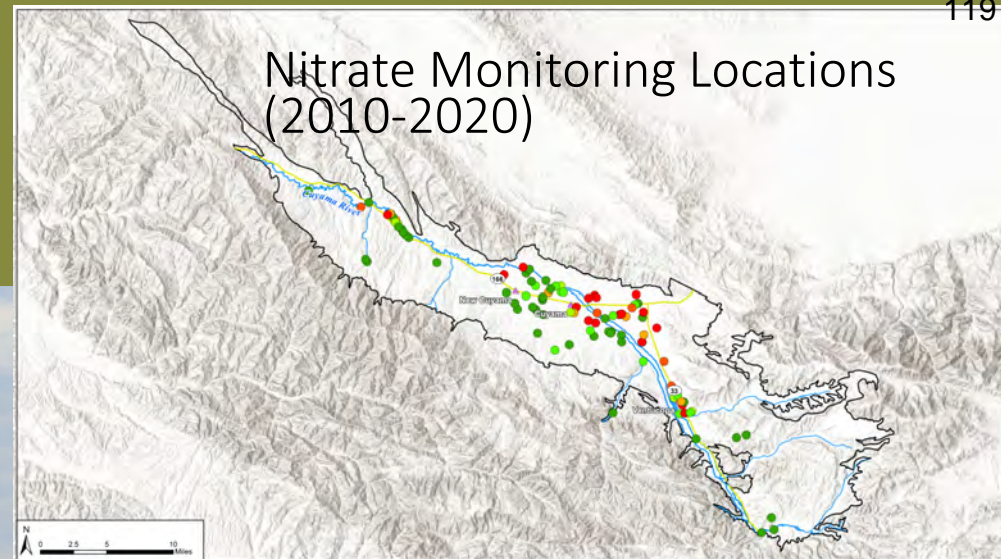 119
Nitrate Monitoring Locations
(2010-2020)
Cuyama River
166
New Cuyama
Cuyama
33
N
0 2.5 5 10
Miles